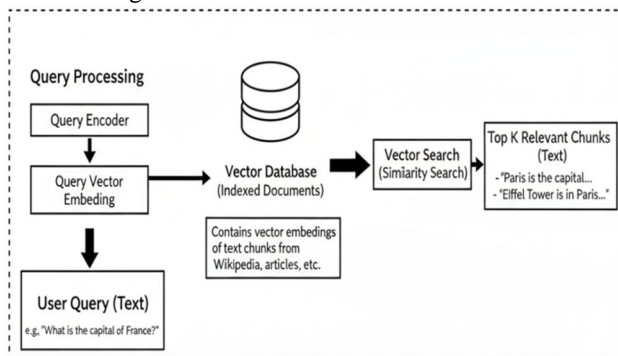 Query Processing
Query Encoder
Query Vector
Embeding
User Query (Text)
e.g, "What is the capital of France?"
Vector Database
(Indexed Documents)
Contains vector embeddings
of text chunks from
Wikipedia, articles, etc.
Vector Search
(Similarity Search)
Top K Relevant Chunks
(Text)
- "Paris is the capital...
- "Eiffel Tower is in Paris..."